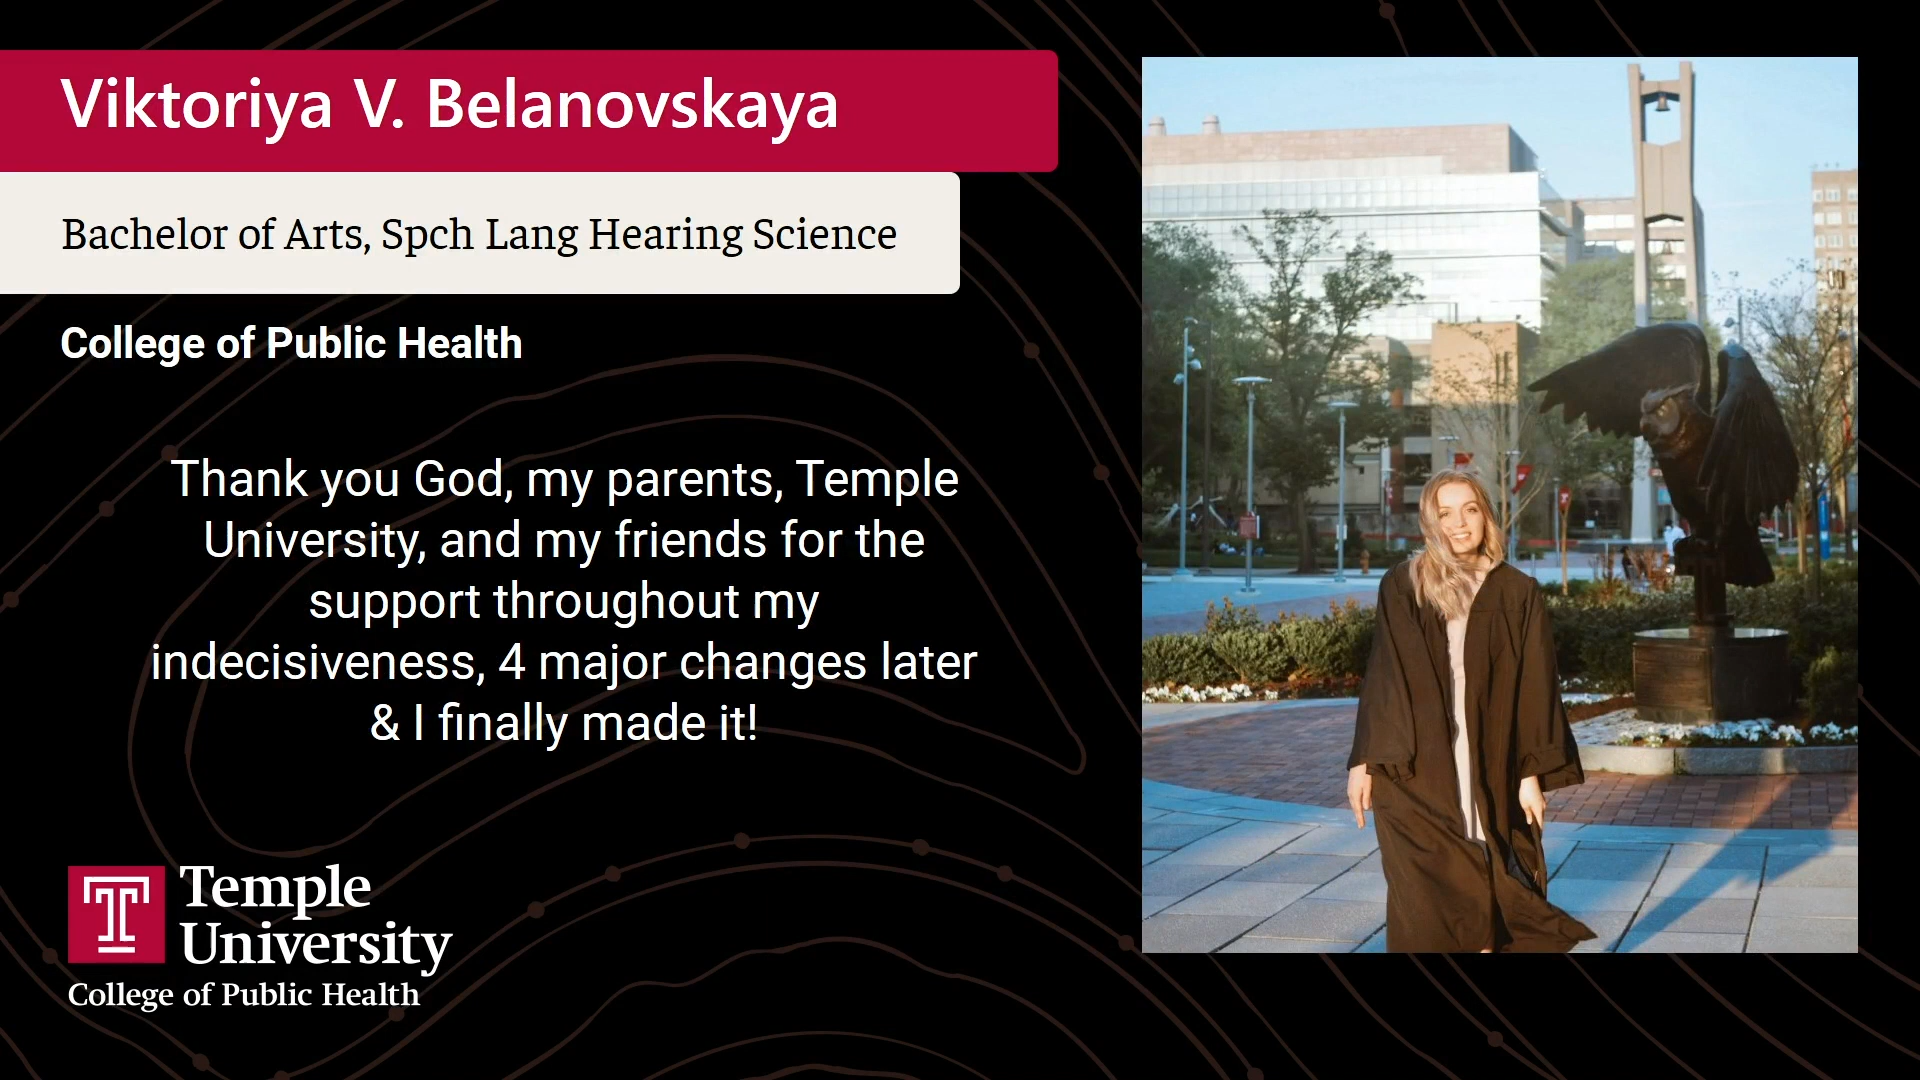 Viktoriya V. Belanovskaya
Bachelor of Arts, Spch Lang Hearing Science
College of Public Health
Thank you God, my parents, Temple
University, and my friends for the
support throughout my
indecisiveness, 4 major changes later
& I finally made it!
T
Temple
University
College of Public Health